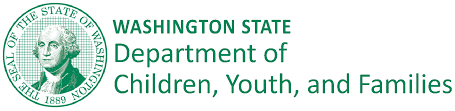 THE SEAL OF THE STATE OF WASHINGTON
1889
WASHINGTON STATE
Department of
Children, Youth, and Families